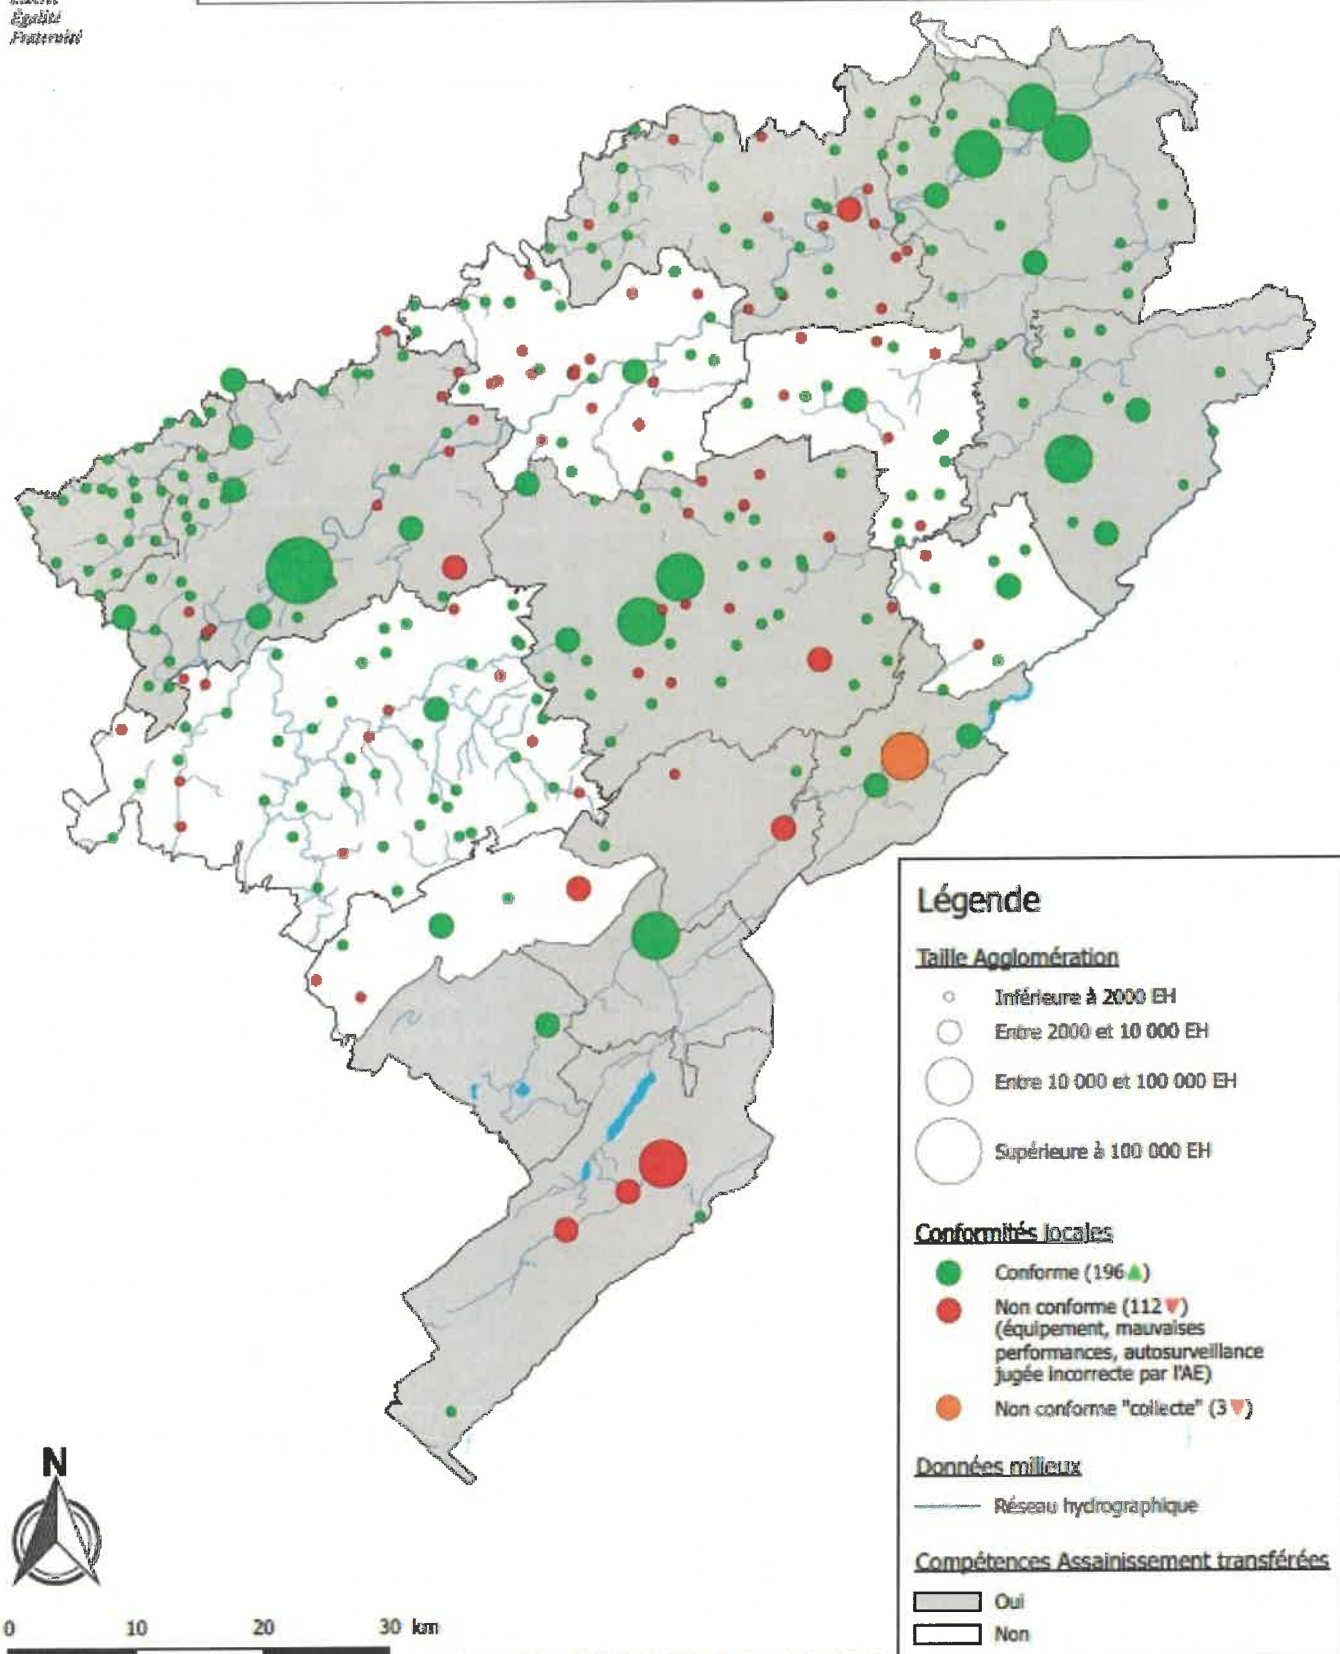 Égalité
Fraternité
Légende
Taille Agglomération
Inférieure à 2000 EH
Entre 2000 et 10 000 EH
Entre 10 000 et 100 000 EH
Supérieure à 100 000 EH
Conformités locales
Conforme (196▲)
Non conforme (112▼)
(équipement, mauvaises
performances, autosurveillance
jugée incorrecte par l'AE)
Non conforme "collecte" (3▼)
Données milieux
Réseau hydrographique
Compétences Assainissement transférées
Oui
Non
N
0 10 20 30 km